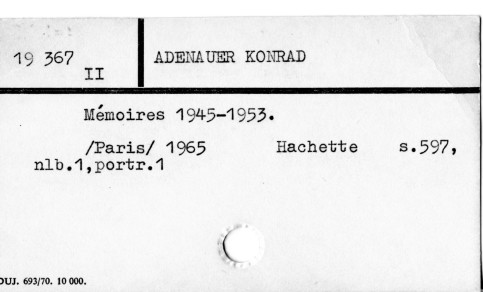 19 367
II
ADENAUER KONRAD
Mémoires 1945-1953.
/Paris/ 1965 Hachette s.597,
nlb.1,portr.1
DUJ. 693/70. 10 000.